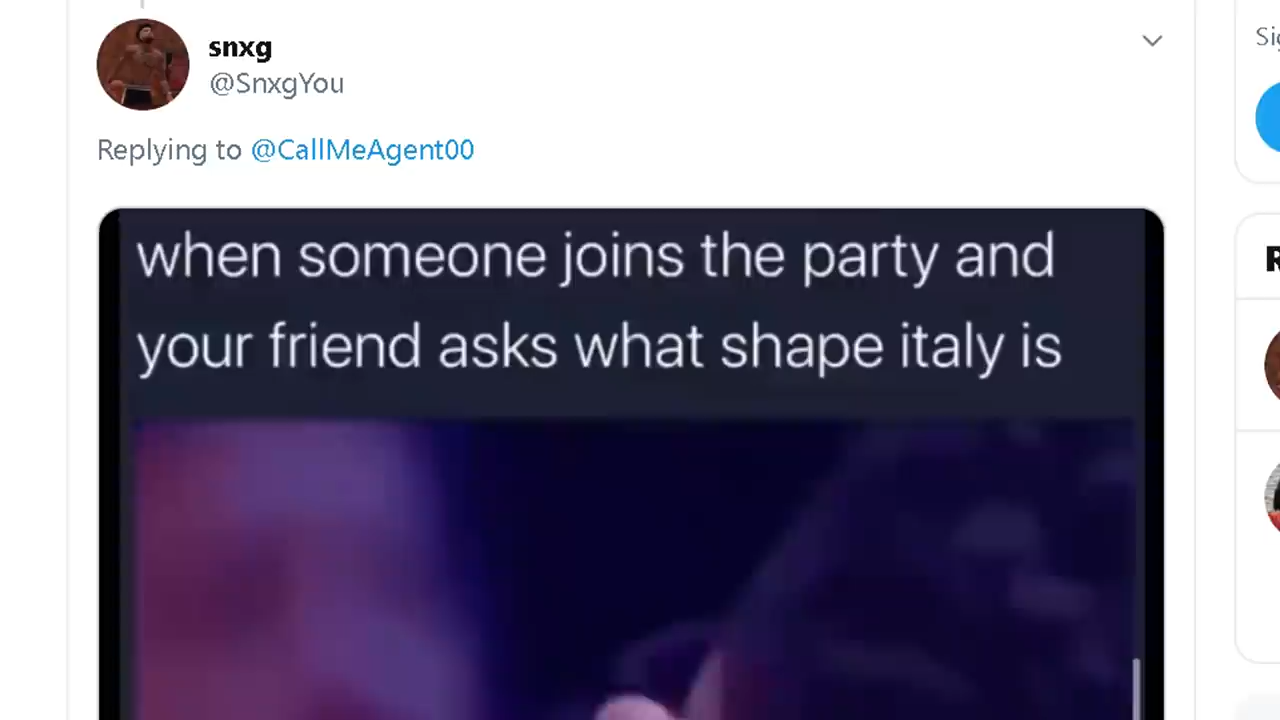 snxg
@SnxgYou
Replying to @CallMeAgent00
when someone joins the party and
your friend asks what shape italy is